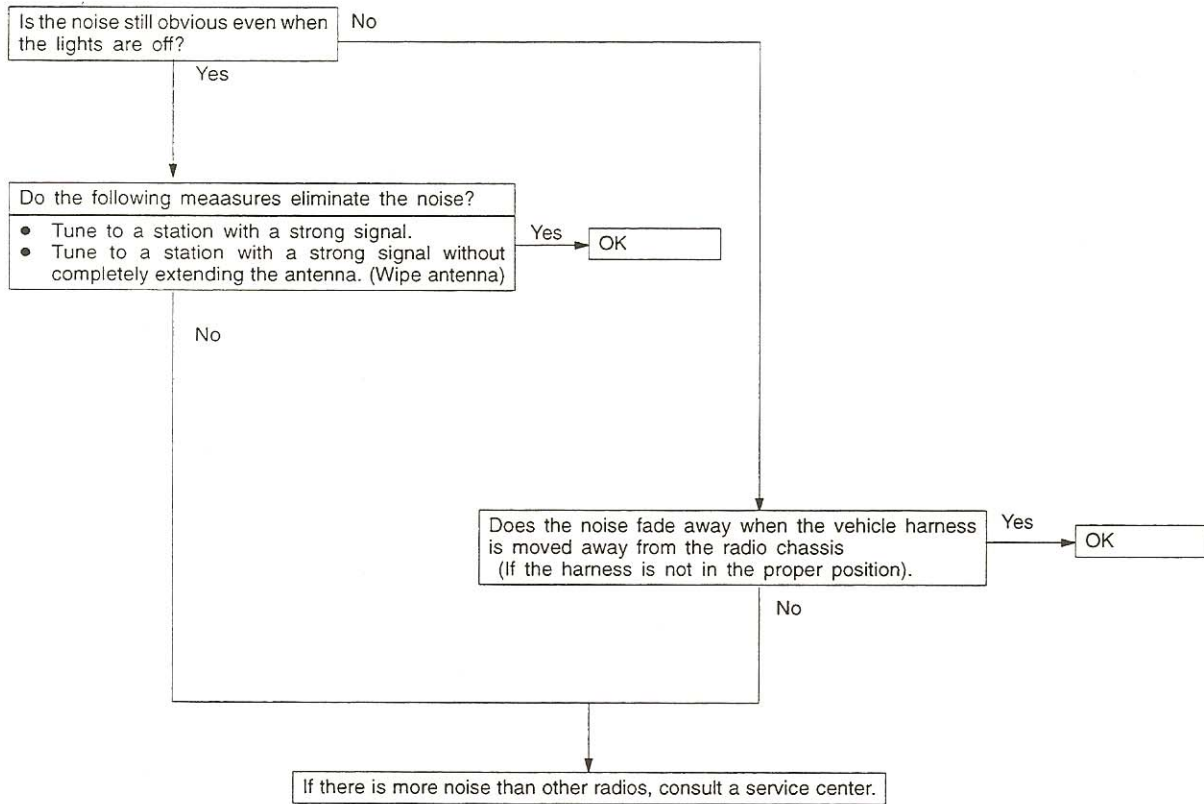 Is the noise still obvious even when
the lights are off?
No
Yes
Do the following meaasures eliminate the noise?
● Tune to a station with a strong signal.
● Tune to a station with a strong signal without
completely extending the antenna. (Wipe antenna)
Yes
OK
No
Does the noise fade away when the vehicle harness
is moved away from the radio chassis
(If the harness is not in the proper position).
Yes
OK
No
If there is more noise than other radios, consult a service center.